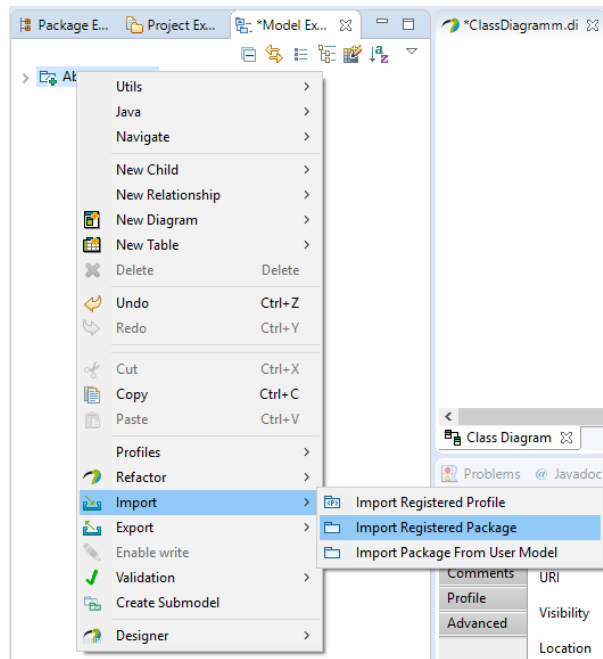 Package E...
Project Ex...
*Model Ex...
*ClassDiagramm.di
Ab
Utils
Java
Navigate
New Child
New Relationship
New Diagram
New Table
Delete Delete
Undo Ctrl+Z
Redo Ctrl+Y
Cut Ctrl+X
Copy Ctrl+C
Paste Ctrl+V
Profiles
Refactor
Import
Export
Enable write
Validation
Create Submodel
Designer
Import Registered Profile
Import Registered Package
Import Package From User Model
Class Diagram
Problems @ Javadoc
Comments
Profile
Advanced
URI
Visibility
Location